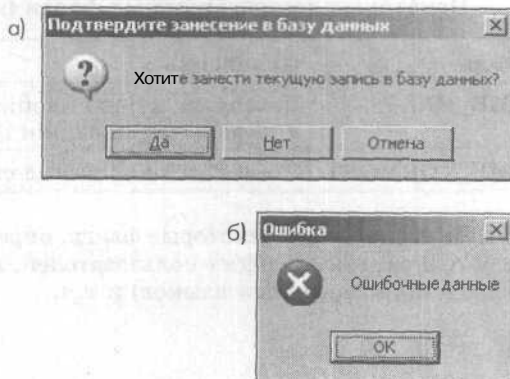 а)
Подтвердите занесение в базу данных
Хотите занести текущую запись в базу данных?
Да Нет Отмена
б)
Ошибка
Ошибочные данные
OK